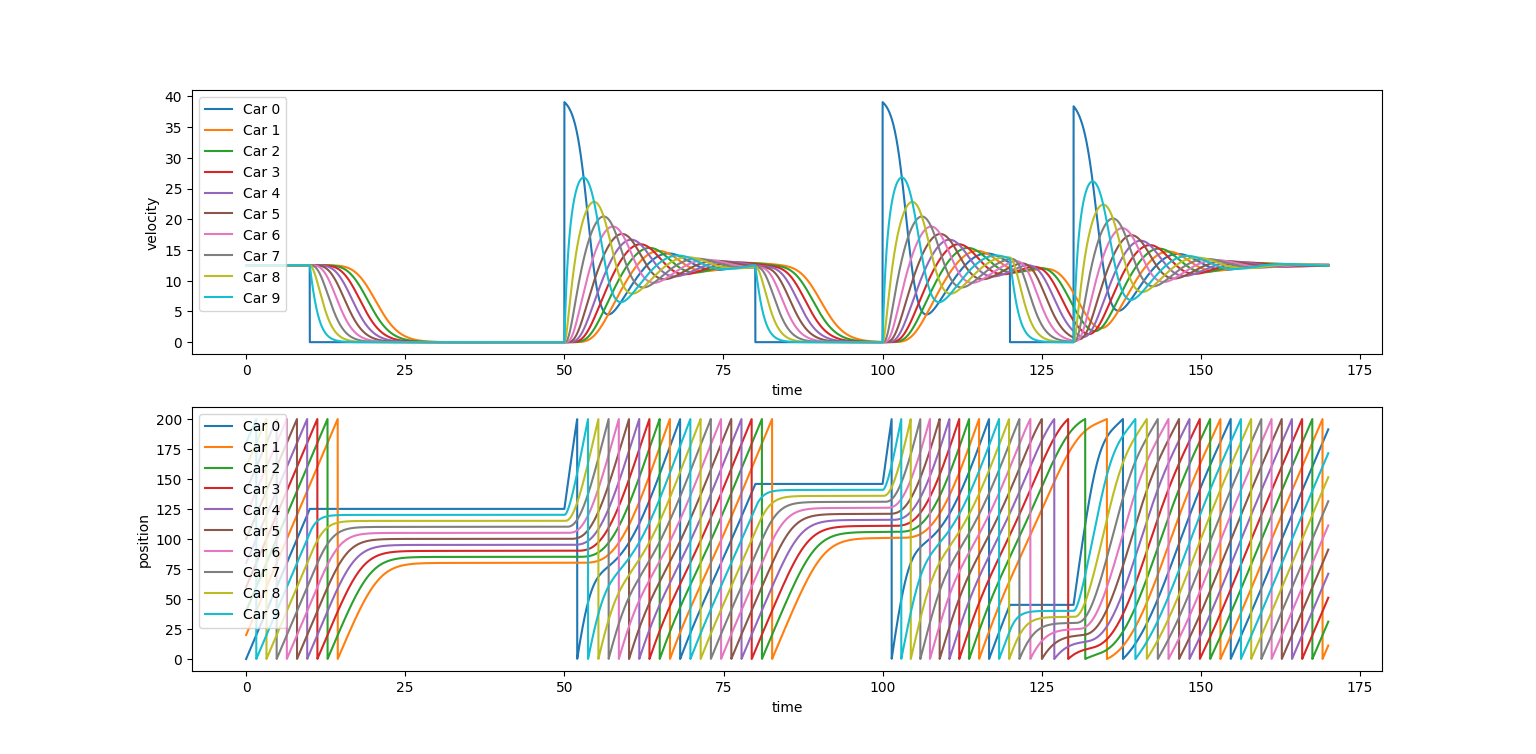 40
35
30
25
20
15
10
5
0
velocity
Car 0
Car 1
Car 2
Car 3
Car 4
Car 5
Car 6
Car 7
Car 8
Car 9
0 25 50 75 100 125 150 175
time
200
175
150
125
100
75
50
25
0
position
Car 0
Car 1
Car 2
Car 3
Car 4
Car 5
Car 6
Car 7
Car 8
Car 9
0 25 50 75 100 125 150 175
time